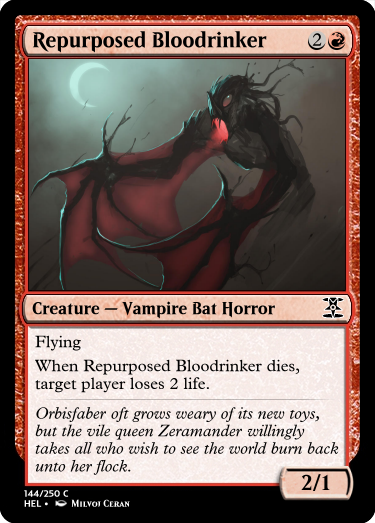 Repurposed Bloodrinker 2
Creature — Vampire Bat Horror
Flying
When Repurposed Bloodrinker dies,
target player loses 2 life.
Orbisfaber oft grows weary of its new toys,
but the vile queen Zeramander willingly
takes all who wish to see the world burn back
unto her flock.
2/1
144/250 C
HEL • Milvoj Ceran